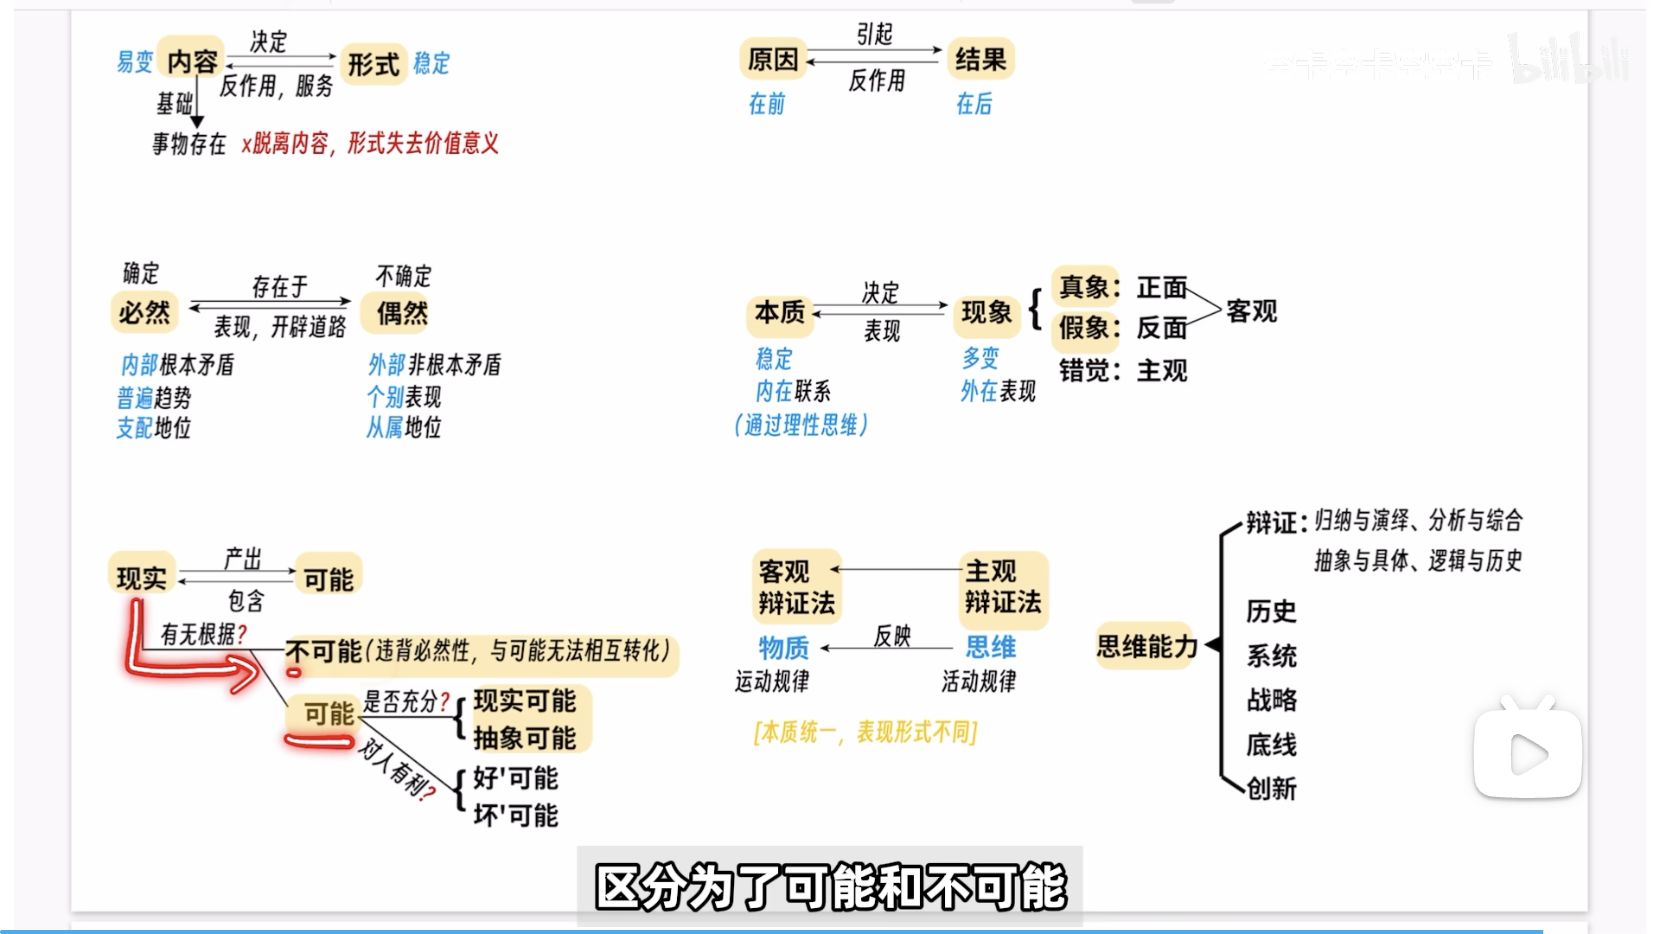 易变 内容 决定 形式 稳定
反作用，服务
基础
事物存在 x脱离内容，形式失去价值意义
原因 引起 结果
反作用
在前 在后
确定 不确定
必然 存在于 偶然
表现，开辟道路
内部根本矛盾 外部非根本矛盾
普遍趋势 个别表现
支配地位 从属地位
本质 决定 现象
表现
真象：正面
假象：反面
客观
错觉：主观
稳定 多变
内在联系 外在表现
（通过理性思维）
现实 产出 可能
包含
有无根据？
不可能（违背必然性，与可能无法相互转化）
可能 是否充分？ 现实可能
抽象可能
对人有利？ 好'可能
坏'可能
客观 主观
辩证法 辩证法
物质 反映 思维
运动规律 活动规律
[本质统一，表现形式不同]
思维能力
辩证：归纳与演绎、分析与综合
抽象与具体、逻辑与历史
历史
系统
战略
底线
创新
bilibili
区分为了可能和不可能